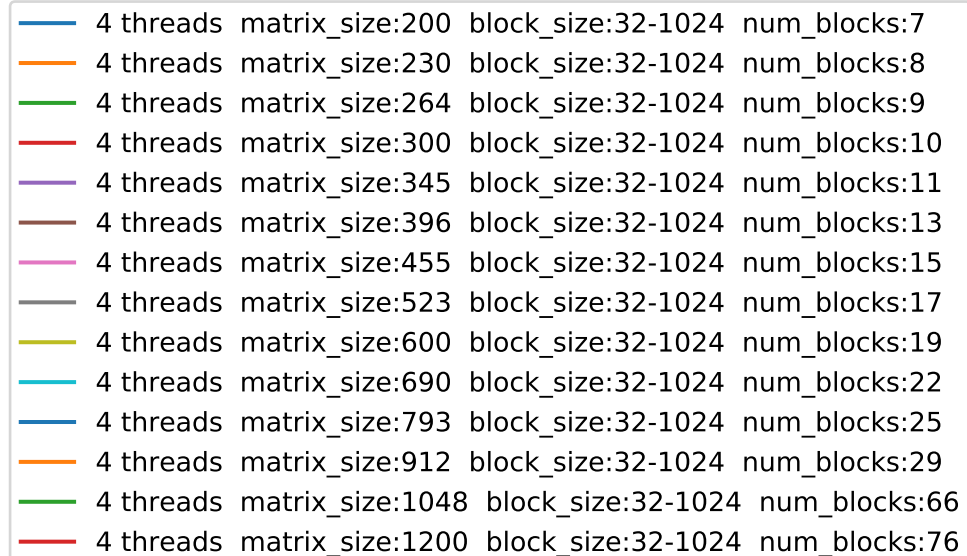 4 threads matrix_size:200 block_size:32-1024 num_blocks:7
4 threads matrix_size:230 block_size:32-1024 num_blocks:8
4 threads matrix_size:264 block_size:32-1024 num_blocks:9
4 threads matrix_size:300 block_size:32-1024 num_blocks:10
4 threads matrix_size:345 block_size:32-1024 num_blocks:11
4 threads matrix_size:396 block_size:32-1024 num_blocks:13
4 threads matrix_size:455 block_size:32-1024 num_blocks:15
4 threads matrix_size:523 block_size:32-1024 num_blocks:17
4 threads matrix_size:600 block_size:32-1024 num_blocks:19
4 threads matrix_size:690 block_size:32-1024 num_blocks:22
4 threads matrix_size:793 block_size:32-1024 num_blocks:25
4 threads matrix_size:912 block_size:32-1024 num_blocks:29
4 threads matrix_size:1048 block_size:32-1024 num_blocks:66
4 threads matrix_size:1200 block_size:32-1024 num_blocks:76